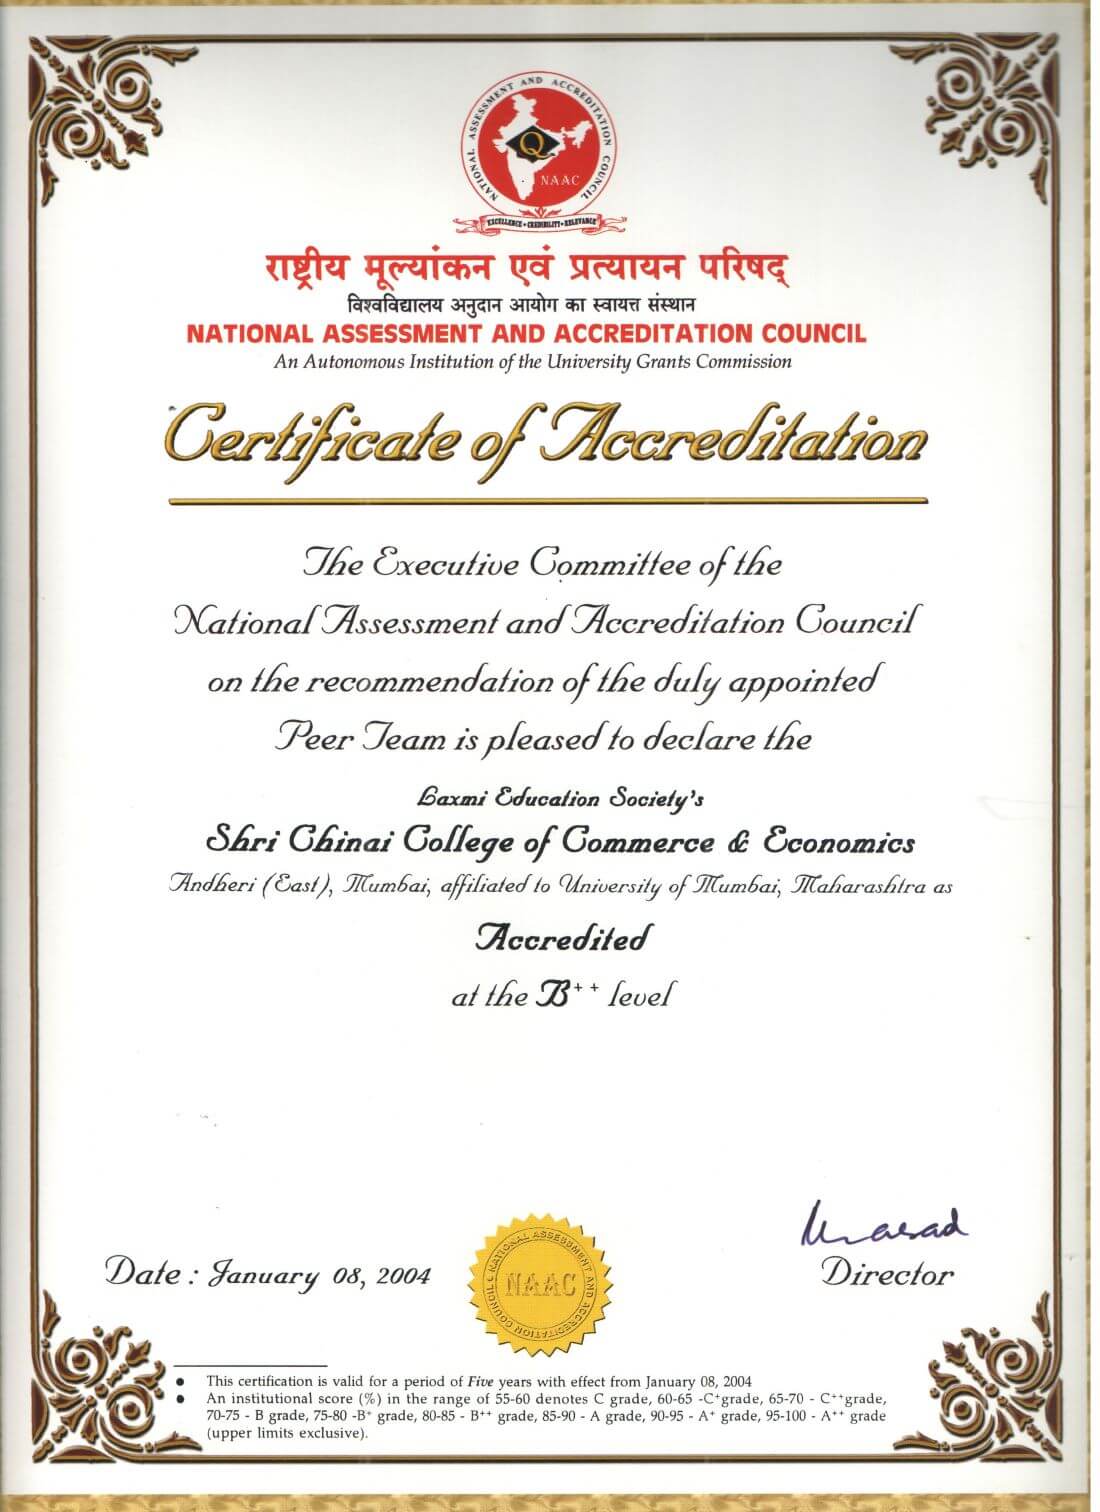 NATIONAL ASSESSMENT AND ACCREDITATION COUNCIL
Q
NAAC
EXCELLENCE • CREDIBILITY • RELEVANCE
राष्ट्रीय मूल्यांकन एवं प्रत्यायन परिषद्
विश्वविद्यालय अनुदान आयोग का स्वायत्त संस्थान
NATIONAL ASSESSMENT AND ACCREDITATION COUNCIL
An Autonomous Institution of the University Grants Commission
Certificate of Accreditation
The Executive Committee of the
National Assessment and Accreditation Council
on the recommendation of the duly appointed
Peer Team is pleased to declare the
Laxmi Education Society's
Shri Chinai College of Commerce & Economics
Andheri (East), Mumbai, affiliated to University of Mumbai, Maharashtra as
Accredited
at the B⁺⁺ level
Director
Date : January 08, 2004
NATIONAL ASSESSMENT AND ACCREDITATION COUNCIL
NAAC
• This certification is valid for a period of Five years with effect from January 08, 2004
• An institutional score (%) in the range of 55-60 denotes C grade, 60-65 -C⁺grade, 65-70 - C⁺⁺grade,
70-75 - B grade, 75-80 -B⁺ grade, 80-85 - B⁺⁺ grade, 85-90 - A grade, 90-95 - A⁺ grade, 95-100 - A⁺⁺ grade
(upper limits exclusive).